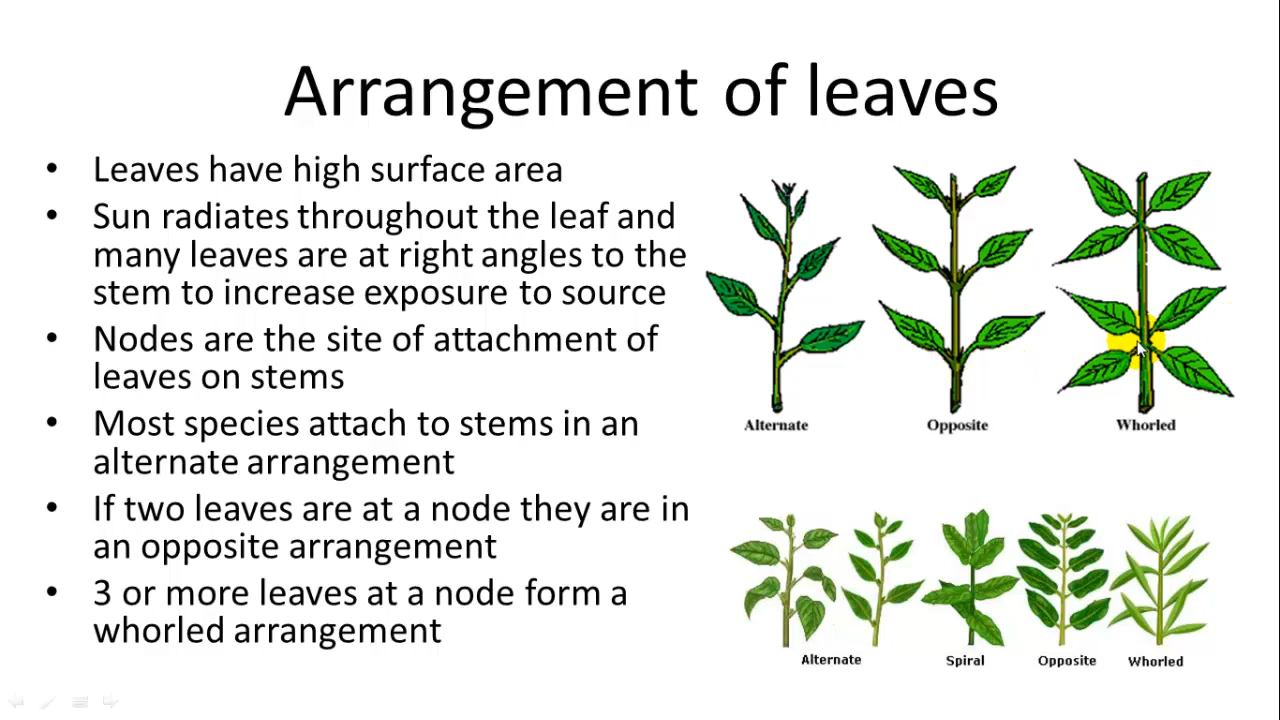 Arrangement of leaves
• Leaves have high surface area
• Sun radiates throughout the leaf and
many leaves are at right angles to the
stem to increase exposure to source
• Nodes are the site of attachment of
leaves on stems
• Most species attach to stems in an
alternate arrangement
• If two leaves are at a node they are in
an opposite arrangement
• 3 or more leaves at a node form a
whorled arrangement
Alternate
Opposite
Whorled
Alternate
Spiral
Opposite
Whorled